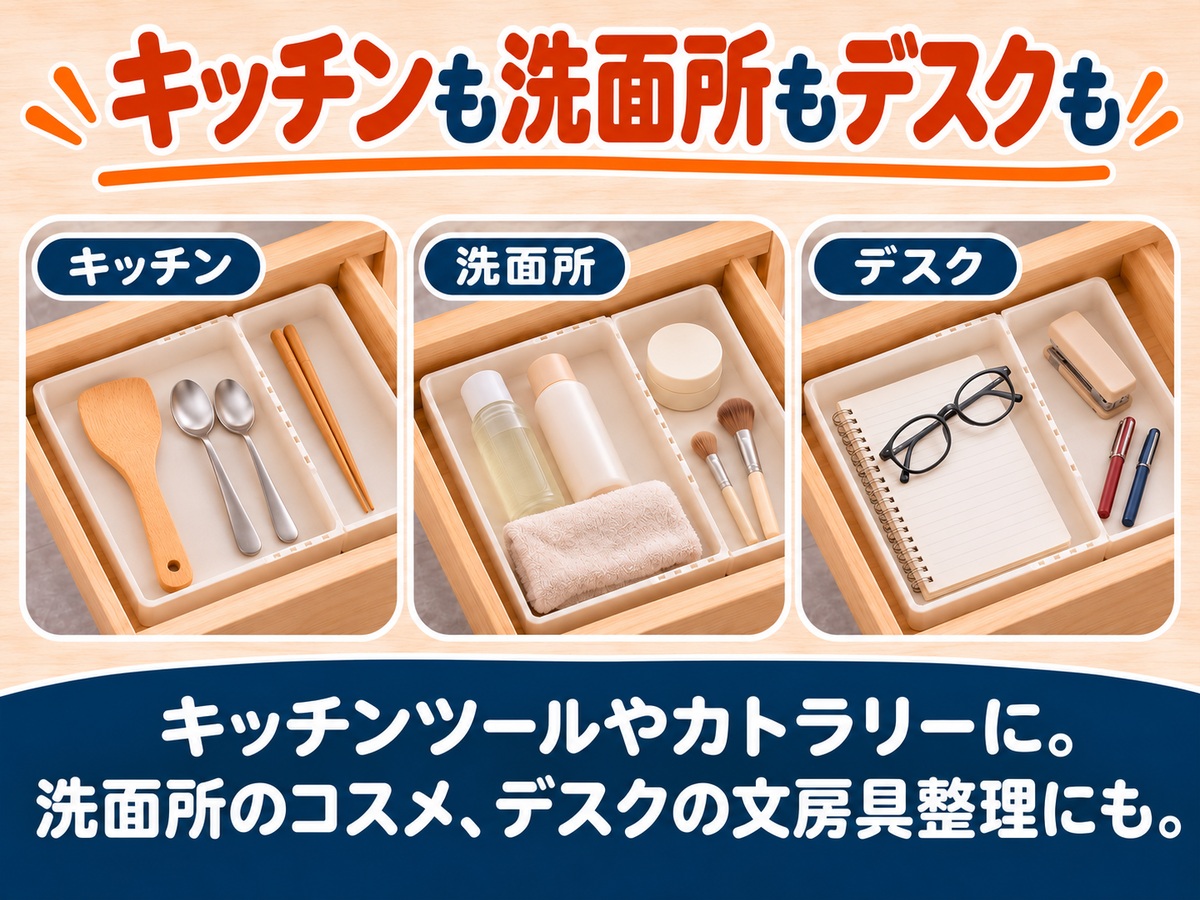 キッチンも洗面所もデスクも
キッチン
洗面所
デスク
キッチンツールやカトラリーに。
洗面所のコスメ、デスクの文房具整理にも。